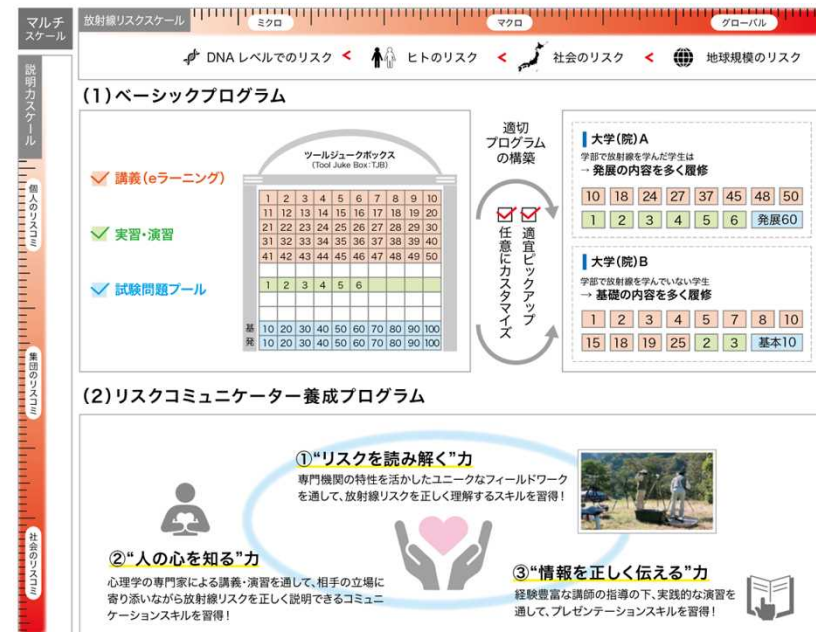 マルチ
スケール
放射線リスクスケール
ミクロ
マクロ
グローバル
DNA レベルでのリスク < ヒトのリスク < 社会のリスク < 地球規模のリスク
説明力スケール
個人のリスコミ
集団のリスコミ
社会のリスコミ
(1)ベーシックプログラム
講義(eラーニング)
実習・演習
試験問題プール
ツールジュークボックス
(Tool Juke Box:TJB)
1 2 3 4 5 6 7 8 9 10
11 12 13 14 15 16 17 18 19 20
21 22 23 24 25 26 27 28 29 30
31 32 33 34 35 36 37 38 39 40
41 42 43 44 45 46 47 48 49 50
1 2 3 4 5 6
基 10 20 30 40 50 60 70 80 90 100
発 10 20 30 40 50 60 70 80 90 100
適切
プログラム
の構築
適宜ピックアップ
任意にカスタマイズ
大学(院)A
学部で放射線を学んだ学生は
→ 発展の内容を多く履修
10 18 24 27 37 45 48 50
1 2 3 4 5 6 発展60
大学(院)B
学部で放射線を学んでいない学生
→ 基礎の内容を多く履修
1 2 3 4 5 7 8 10
15 18 19 25 2 3 基本10
(2)リスクコミュニケーター養成プログラム
①“リスクを読み解く”力
専門機関の特性を活かしたユニークなフィールドワーク
を通して、放射線リスクを正しく理解するスキルを習得!
②“人の心を知る”力
心理学の専門家による講義・演習を通して、相手の立場に
寄り添いながら放射線リスクを正しく説明できるコミュニ
ケーションスキルを習得!
③“情報を正しく伝える”力
経験豊富な講師の指導の下、実践的な演習を
通して、プレゼンテーションスキルを習得!